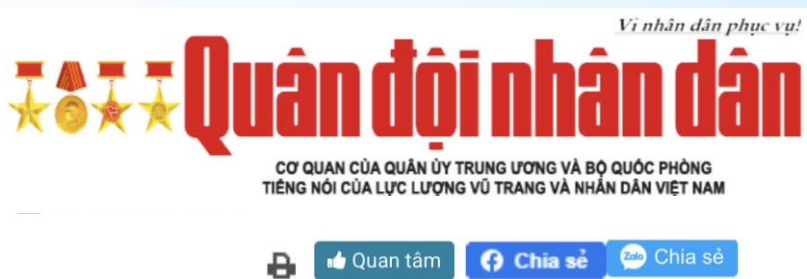 Vì nhân dân phục vụ!
Quân đội nhân dân
CƠ QUAN CỦA QUÂN ỦY TRUNG ƯƠNG VÀ BỘ QUỐC PHÒNG
TIẾNG NÓI CỦA LỰC LƯỢNG VŨ TRANG VÀ NHÂN DÂN VIỆT NAM
Quan tâm Chia sẻ Zalo Chia sẻ